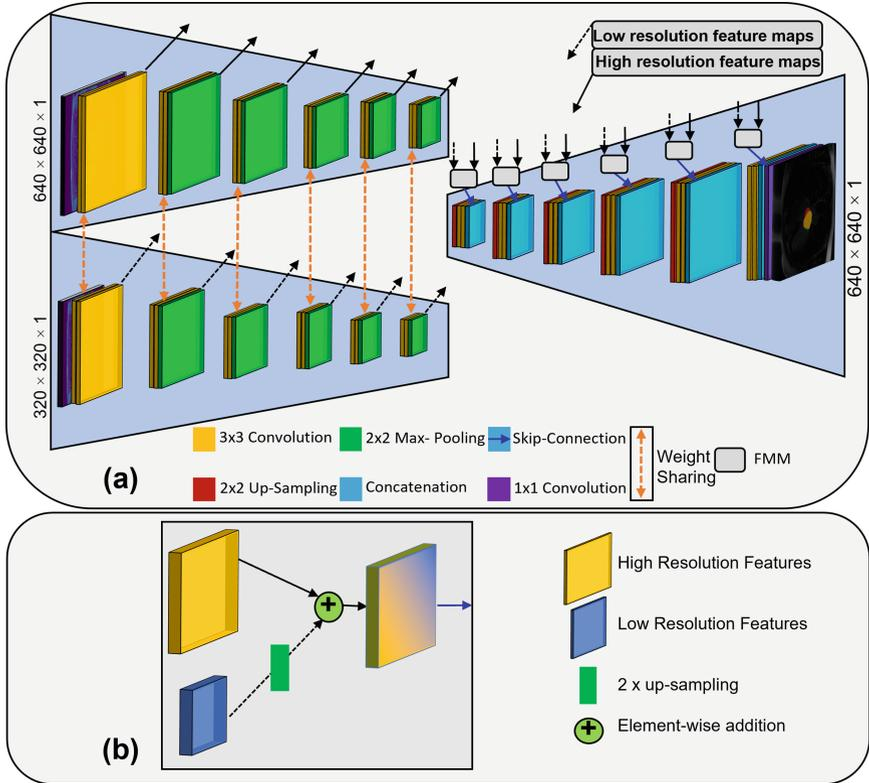 Low resolution feature maps
High resolution feature maps
640 × 640 × 1
320 × 320 × 1
640 × 640 × 1
3x3 Convolution
2x2 Max- Pooling
Skip-Connection
Weight
Sharing
FMM
2x2 Up-Sampling
Concatenation
1x1 Convolution
(a)
High Resolution Features
Low Resolution Features
2 x up-sampling
Element-wise addition
(b)